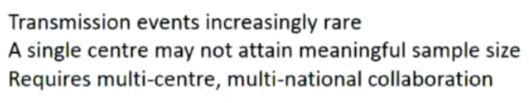 Transmission events increasingly rare
A single centre may not attain meaningful sample size
Requires multi-centre, multi-national collaboration